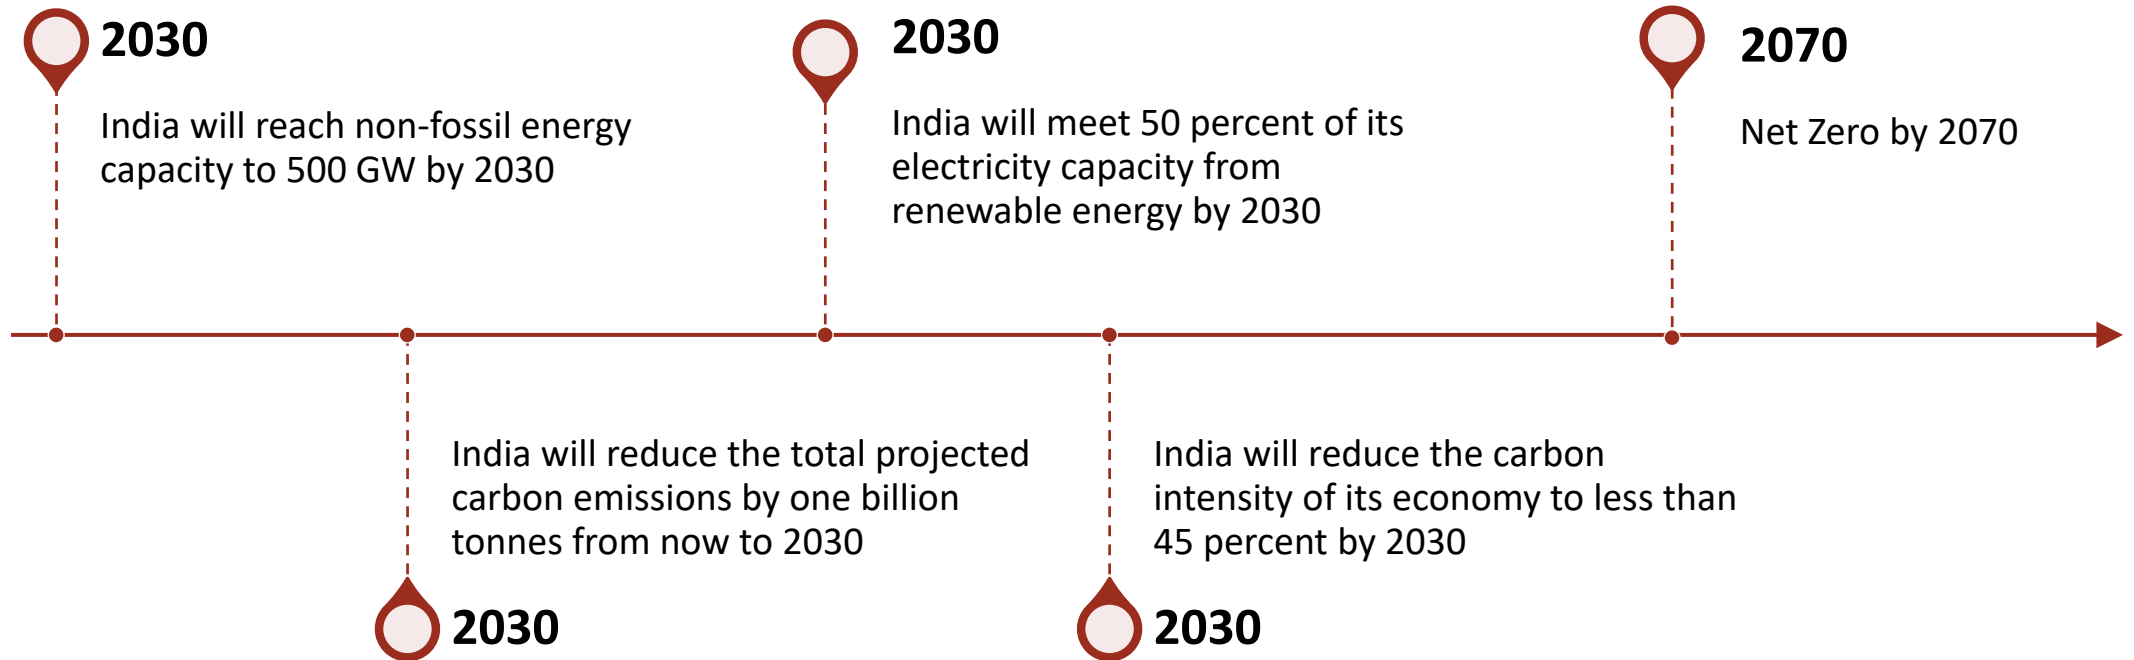 2030
India will reach non-fossil energy
capacity to 500 GW by 2030
India will reduce the total projected
carbon emissions by one billion
tonnes from now to 2030
2030
2030
India will meet 50 percent of its
electricity capacity from
renewable energy by 2030
India will reduce the carbon
intensity of its economy to less than
45 percent by 2030
2030
2070
Net Zero by 2070